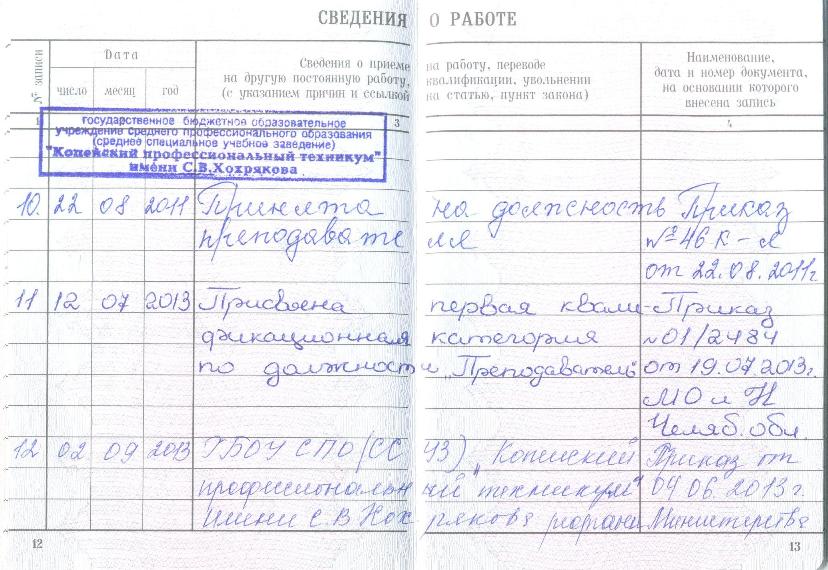 СВЕДЕНИЯ О РАБОТЕ
№ записи
Дата
Сведения о приеме на работу, переводе
на другую постоянную работу, квалификации, увольнении
(с указанием причин и ссылкой на статью, пункт закона)
Наименование,
дата и номер документа,
на основании которого
внесена запись
число месяц год
1 3 4
государственное бюджетное образовательное
учреждение среднего профессионального образования
(среднее специальное учебное заведение)
"Копейский профессиональный техникум"
имени С.В.Хохрякова
10. 22 08 2011 Принята на должность Приказ
преподавателя №46 К-л
от 22.08.2011г
11 12 07 2013 Присвоена первая квали- Приказ
фикационная категория №01/2484
по должности „Преподаватель" от 19.07.2013г.
МО и Н
Челяб. обл.
12 02 09 2013 ГБОУ СПО (ССУЗ) „Копейский Приказ от
профессиональный техникум" 04 06. 2013 г.
имени С.В Хохрякова Министерства
12 13